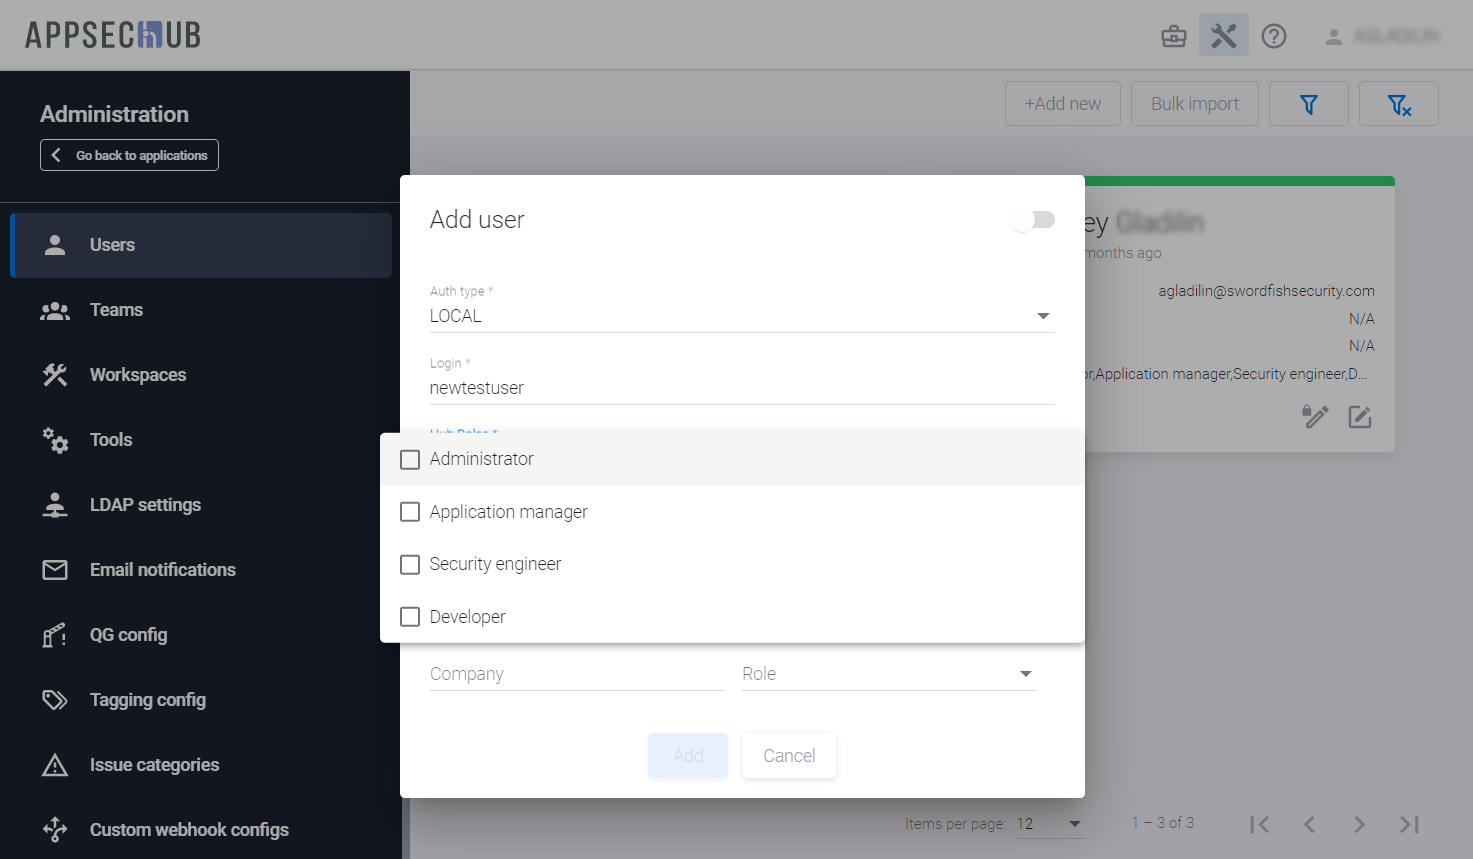 APPSECHUB
+Add new
Bulk import
Administration
Go back to applications
Users
Teams
Workspaces
Tools
LDAP settings
Email notifications
QG config
Tagging config
Issue categories
Custom webhook configs
ey
months ago
agladilin@swordfishsecurity.com
N/A
N/A
or,Application manager,Security engineer,D...
Add user
Auth type *
LOCAL
Login *
newtestuser
Hub Roles *
Administrator
Application manager
Security engineer
Developer
Company
Role
Add
Cancel
Items per page: 12
1 – 3 of 3